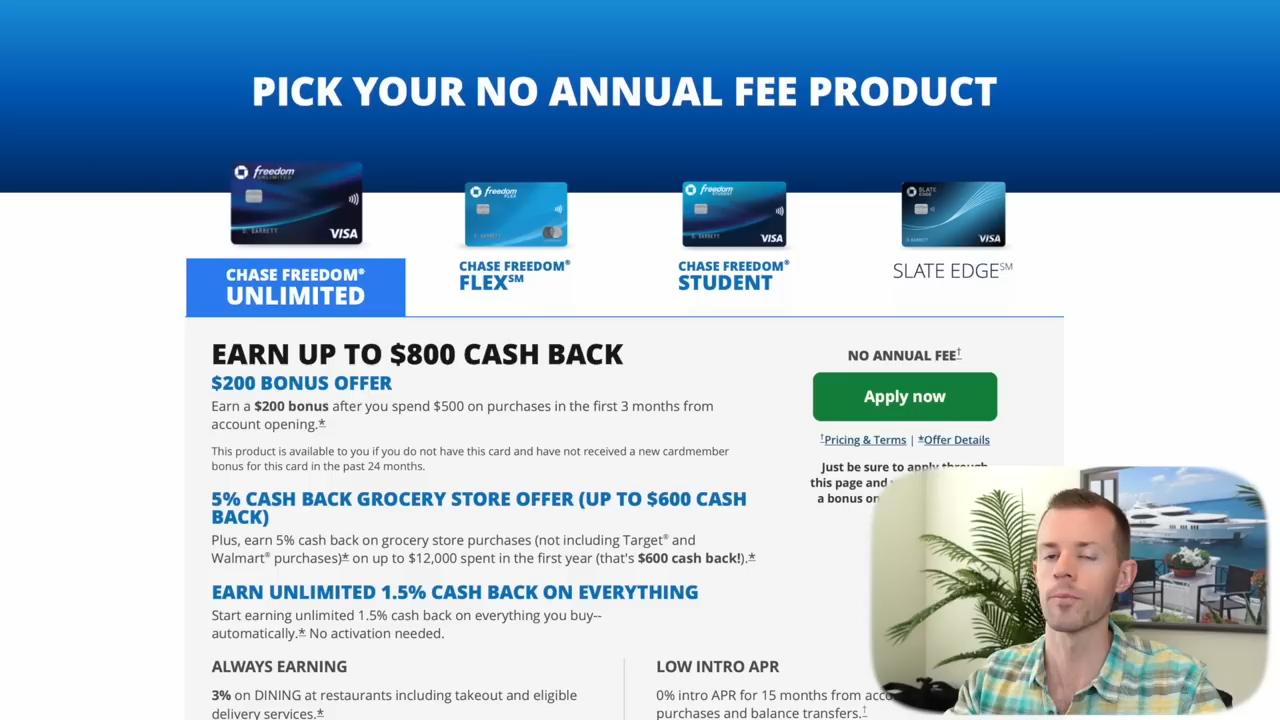 PICK YOUR NO ANNUAL FEE PRODUCT
freedom
UNLIMITED
VISA
freedom
FLEX
freedom
STUDENT
VISA
SLATE
EDGE
VISA
CHASE FREEDOM®
UNLIMITED
CHASE FREEDOM®
FLEX℠
CHASE FREEDOM®
STUDENT
SLATE EDGE℠
EARN UP TO $800 CASH BACK
$200 BONUS OFFER
Earn a $200 bonus after you spend $500 on purchases in the first 3 months from
account opening.*
This product is available to you if you do not have this card and have not received a new cardmember
bonus for this card in the past 24 months.
5% CASH BACK GROCERY STORE OFFER (UP TO $600 CASH
BACK)
Plus, earn 5% cash back on grocery store purchases (not including Target® and
Walmart® purchases)* on up to $12,000 spent in the first year (that's $600 cash back!).*
EARN UNLIMITED 1.5% CASH BACK ON EVERYTHING
Start earning unlimited 1.5% cash back on everything you buy--
automatically.* No activation needed.
ALWAYS EARNING
3% on DINING at restaurants including takeout and eligible
delivery services.*
LOW INTRO APR
0% intro APR for 15 months from
purchases and balance transfers.†
NO ANNUAL FEE†
Apply now
†Pricing & Terms | *Offer Details
Just be sure to apply through
this page and
a bonus on